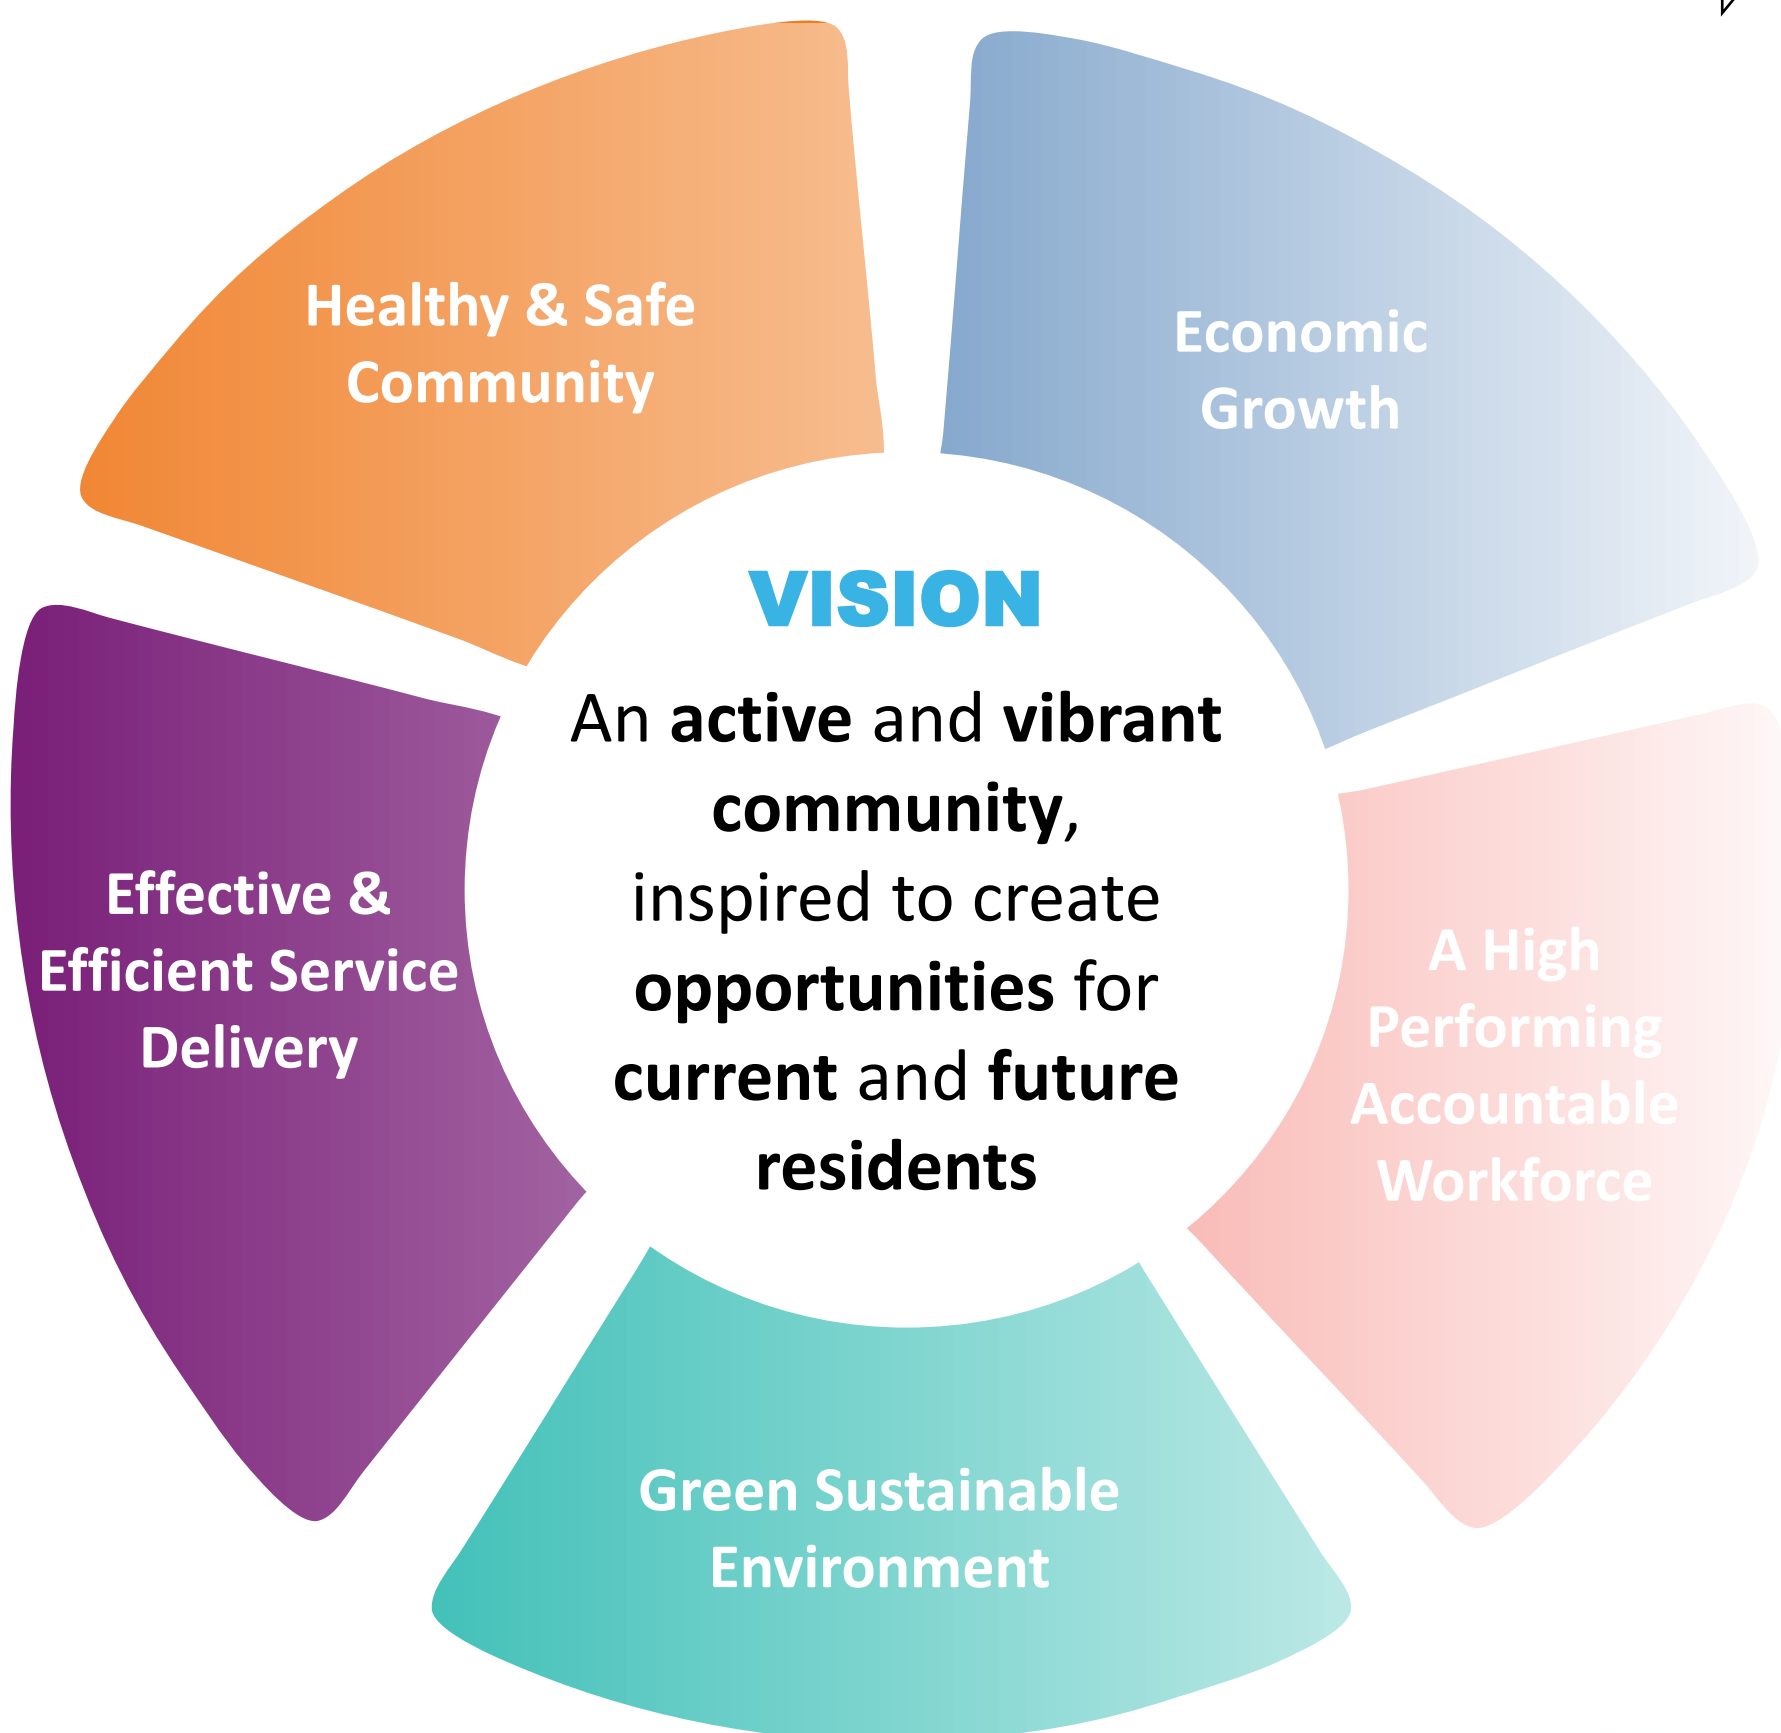 Healthy & Safe
Community
Economic
Growth
VISION
An active and vibrant
community,
inspired to create
opportunities for
current and future
residents
Effective &
Efficient Service
Delivery
A High
Performing
Accountable
Workforce
Green Sustainable
Environment